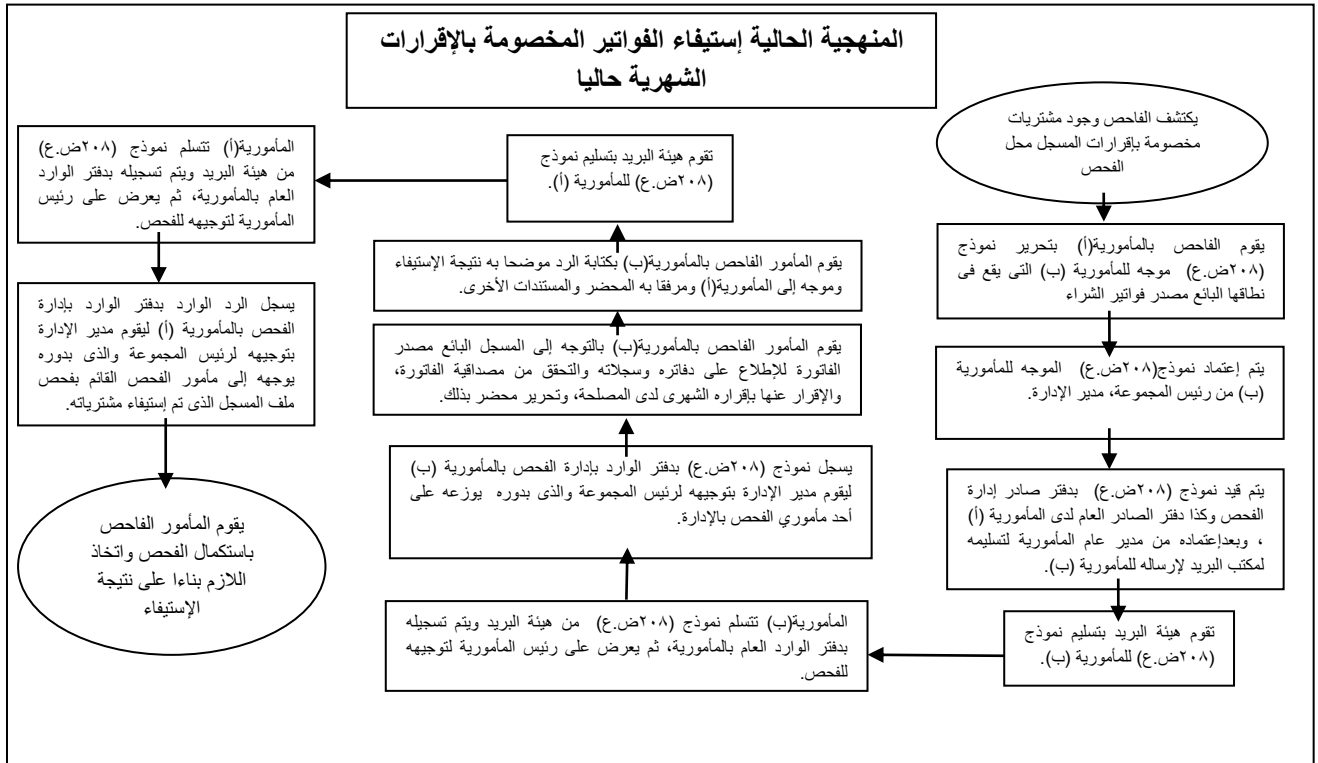 المنهجية الحالية إستيفاء الفواتير المخصومة بالإقرارات
الشهرية حاليا
يكتشف الفاحص وجود مشتريات
مخصومة بإقرارات المسجل محل
الفحص
يقوم الفاحص بالمأمورية(أ) بتحرير نموذج
(٢٠٨ض.ع) موجه للمأمورية (ب) التى يقع فى
نطاقها البائع مصدر فواتير الشراء
يتم إعتماد نموذج(٢٠٨ض.ع) الموجه للمأمورية
(ب) من رئيس المجموعة، مدير الإدارة.
يتم قيد نموذج (٢٠٨ض.ع) بدفتر صادر إدارة
الفحص وكذا دفتر الصادر العام لدى المأمورية (أ)
، وبعدإعتماده من مدير عام المأمورية لتسليمه
لمكتب البريد لإرساله للمأمورية (ب).
تقوم هيئة البريد بتسليم نموذج
(٢٠٨ض.ع) للمأمورية (ب).
المأمورية(ب) تتسلم نموذج (٢٠٨ض.ع) من هيئة البريد ويتم تسجيله
بدفتر الوارد العام بالمأمورية، ثم يعرض على رئيس المأمورية لتوجيهه
للفحص.
يسجل نموذج (٢٠٨ض.ع) بدفتر الوارد بإدارة الفحص بالمأمورية (ب)
ليقوم مدير الإدارة بتوجيهه لرئيس المجموعة والذى بدوره يوزعه على
أحد مأموري الفحص بالإدارة.
يقوم المأمور الفاحص بالمأمورية(ب) بالتوجه إلى المسجل البائع مصدر
الفاتورة للإطلاع على دفاتره وسجلاته والتحقق من مصداقية الفاتورة،
والإقرار عنها بإقراره الشهرى لدى المصلحة، وتحرير محضر بذلك.
يقوم المأمور الفاحص بالمأمورية(ب) بكتابة الرد موضحا به نتيجة الإستيفاء
وموجه إلى المأمورية(أ) ومرفقا به المحضر والمستندات الأخرى.
تقوم هيئة البريد بتسليم نموذج
(٢٠٨ض.ع) للمأمورية (أ).
المأمورية(أ) تتسلم نموذج (٢٠٨ض.ع)
من هيئة البريد ويتم تسجيله بدفتر الوارد
العام بالمأمورية، ثم يعرض على رئيس
المأمورية لتوجيهه للفحص.
يسجل الرد الوارد بدفتر الوارد بإدارة
الفحص بالمأمورية (أ) ليقوم مدير الإدارة
بتوجيهه لرئيس المجموعة والذى بدوره
يوجهه إلى مأمور الفحص القائم بفحص
ملف المسجل الذى تم إستيفاء مشترياته.
يقوم المأمور الفاحص
باستكمال الفحص واتخاذ
اللازم بناءا على نتيجة
الإستيفاء